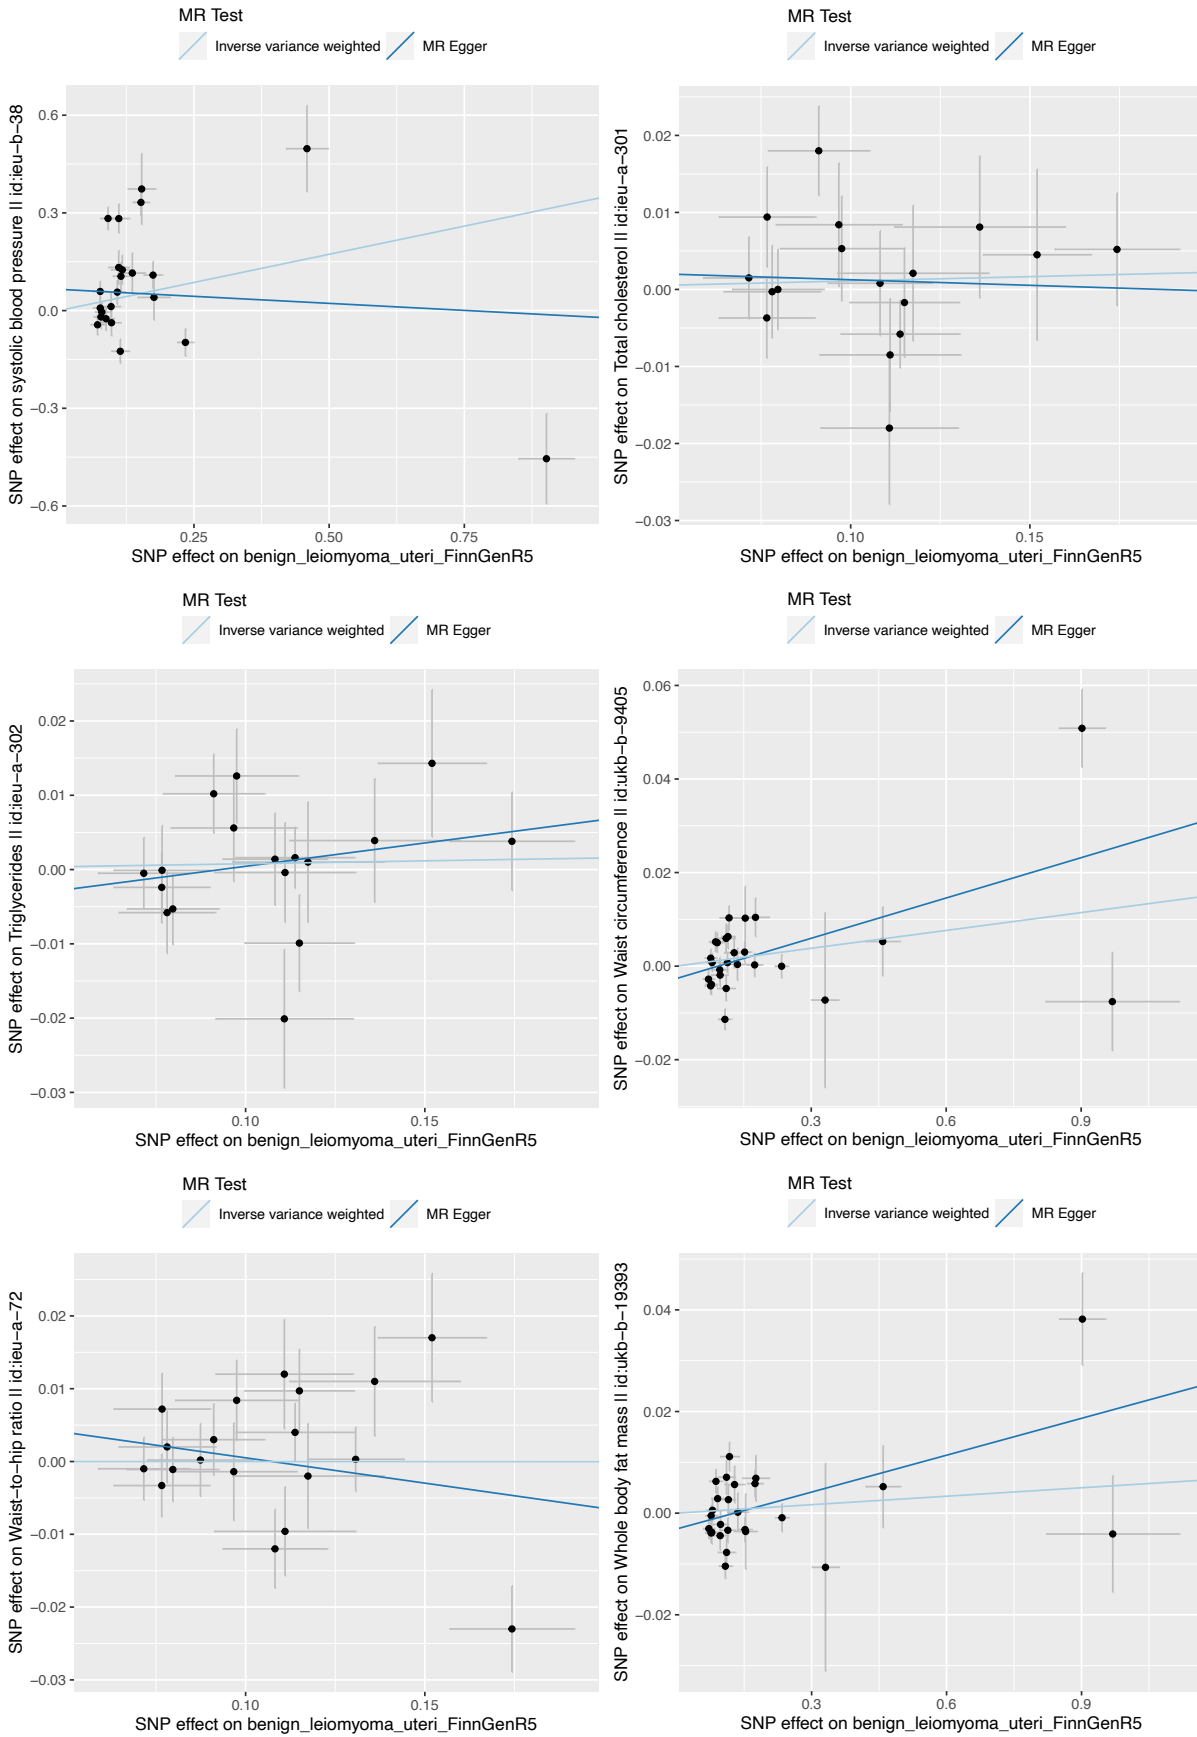 MR Test
Inverse variance weighted MR Egger
SNP effect on systolic blood pressure || id:ieu−b−38
0.6
0.3
0.0
−0.3
−0.6
0.25 0.50 0.75
SNP effect on benign_leiomyoma_uteri_FinnGenR5
MR Test
Inverse variance weighted MR Egger
SNP effect on Total cholesterol || id:ieu−a−301
0.02
0.01
0.00
−0.01
−0.02
−0.03
0.10 0.15
SNP effect on benign_leiomyoma_uteri_FinnGenR5
MR Test
Inverse variance weighted MR Egger
SNP effect on Triglycerides || id:ieu−a−302
0.02
0.01
0.00
−0.01
−0.02
−0.03
0.10 0.15
SNP effect on benign_leiomyoma_uteri_FinnGenR5
MR Test
Inverse variance weighted MR Egger
SNP effect on Waist circumference || id:ukb−b−9405
0.06
0.04
0.02
0.00
−0.02
0.3 0.6 0.9
SNP effect on benign_leiomyoma_uteri_FinnGenR5
MR Test
Inverse variance weighted MR Egger
SNP effect on Waist−to−hip ratio || id:ieu−a−72
0.02
0.01
0.00
−0.01
−0.02
−0.03
0.10 0.15
SNP effect on benign_leiomyoma_uteri_FinnGenR5
MR Test
Inverse variance weighted MR Egger
SNP effect on Whole body fat mass || id:ukb−b−19393
0.04
0.02
0.00
−0.02
0.3 0.6 0.9
SNP effect on benign_leiomyoma_uteri_FinnGenR5